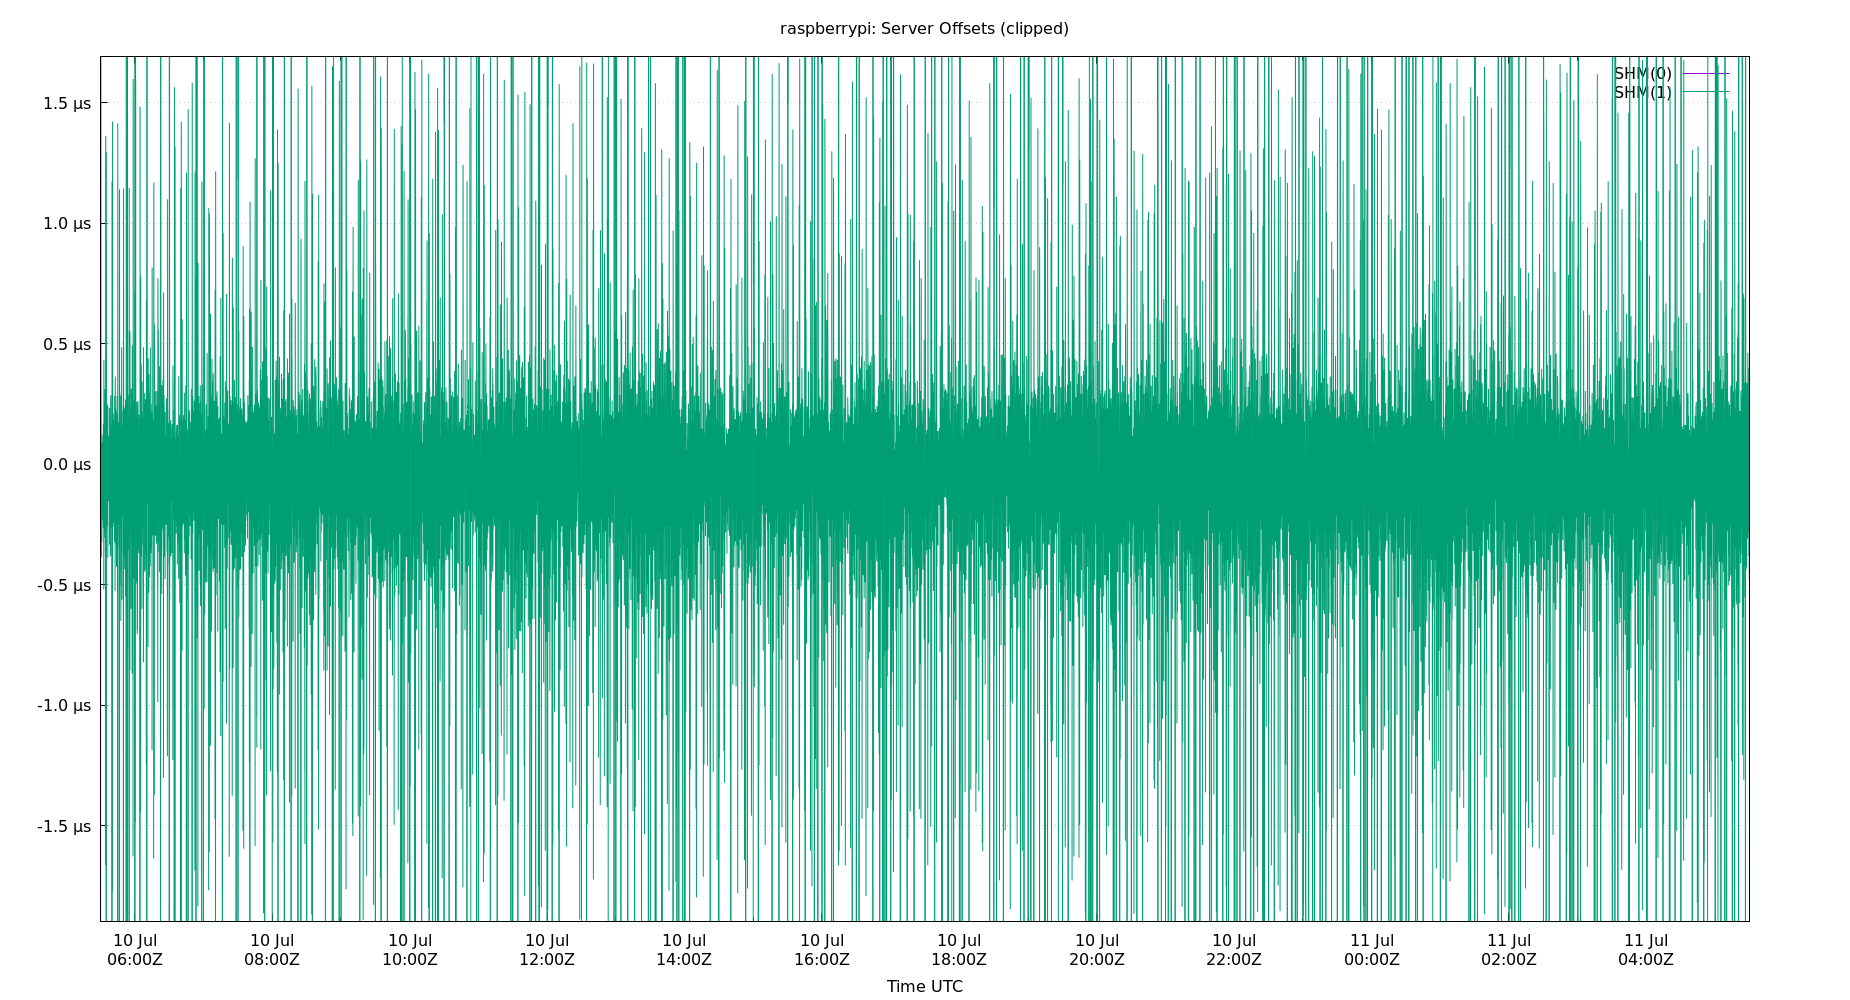 raspberrypi: Server Offsets (clipped)
SHM(0)
SHM(1)
1.5 µs
1.0 µs
0.5 µs
0.0 µs
-0.5 µs
-1.0 µs
-1.5 µs
10 Jul 10 Jul 10 Jul 10 Jul 10 Jul 10 Jul 10 Jul 10 Jul 10 Jul 11 Jul 11 Jul 11 Jul
06:00Z 08:00Z 10:00Z 12:00Z 14:00Z 16:00Z 18:00Z 20:00Z 22:00Z 00:00Z 02:00Z 04:00Z
Time UTC